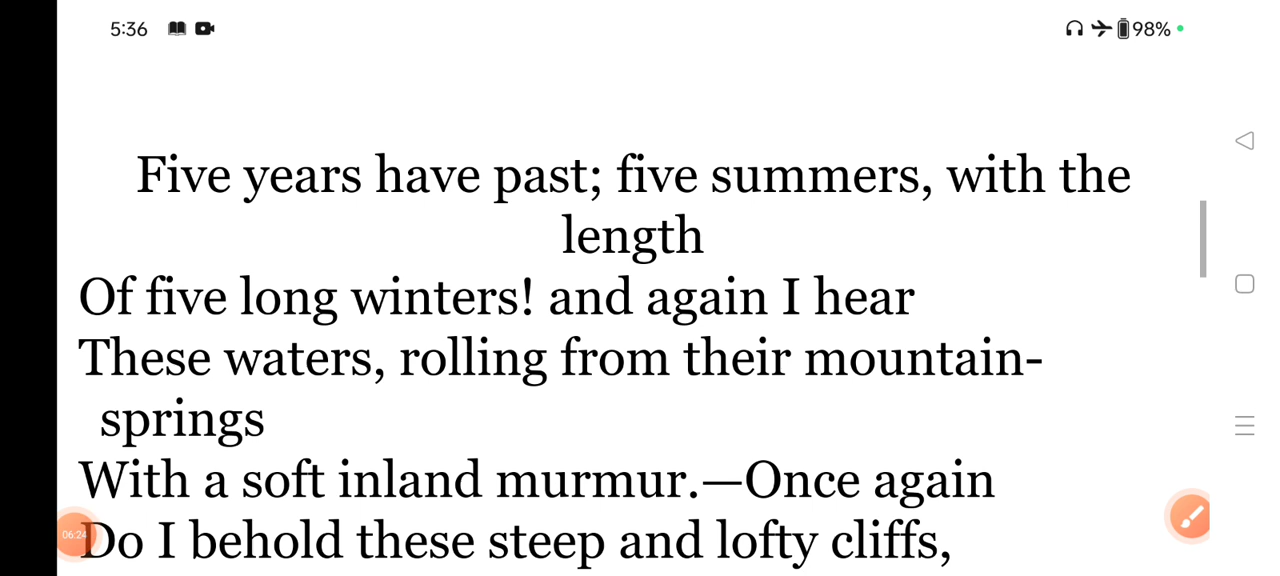 5:36
98%
Five years have past; five summers, with the
length
Of five long winters! and again I hear
These waters, rolling from their mountain-
springs
With a soft inland murmur.—Once again
Do I behold these steep and lofty cliffs,
06:24